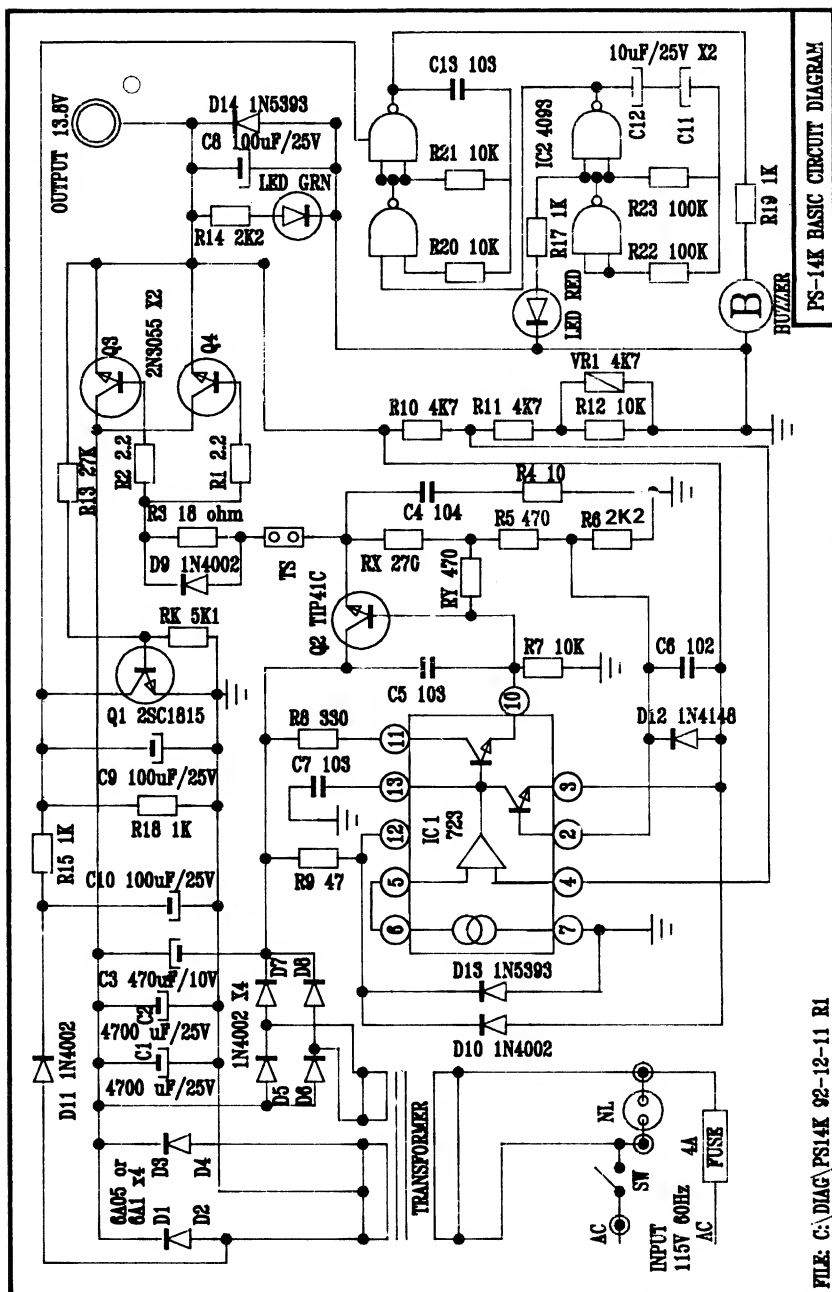 PS-14K BASIC CIRCUIT DIAGRAM
OUTPUT 13.8V
D14 1N5393
C8 100uF/25V
LED GRN
R14 2K2
C13 103
R21 10K
R20 10K
10uF/25V X2
C12
C11
IC2 4093
R17 1K
R23 100K
R22 100K
R19 1K
LED RED
B
BUZZER
Q3
2N3055 X2
Q4
R13 27K
R2 2.2
R1 2.2
R3 18 ohm
D9 1N4002
TS
VR1 4K7
R10 4K7
R11 4K7
R12 10K
C4 104
R4 10
RX 270
R5 470
R6 2K2
RY 470
RK 5K1
Q1 2SC1815
Q2 TIP41C
C5 103
R7 10K
C6 102
D12 1N4148
C9 100uF/25V
R18 1K
R15 1K
C10 100uF/25V
R8 330
C7 103
R9 47
11
10
13
12
5
6
IC1
723
3
2
4
7
C3 470uF/10V
C2
4700 uF/25V
C1
4700 uF/25V
D7
D8
1N4002 X4
D5
D6
D13 1N5393
D10 1N4002
D11 1N4002
6A05 or
6A1 x4
D3
D4
D1
D2
TRANSFORMER
NL
SW
4A
FUSE
AC
INPUT
115V 60Hz
AC
FILE: C:\DIAG\PS14K 92-12-11 R1